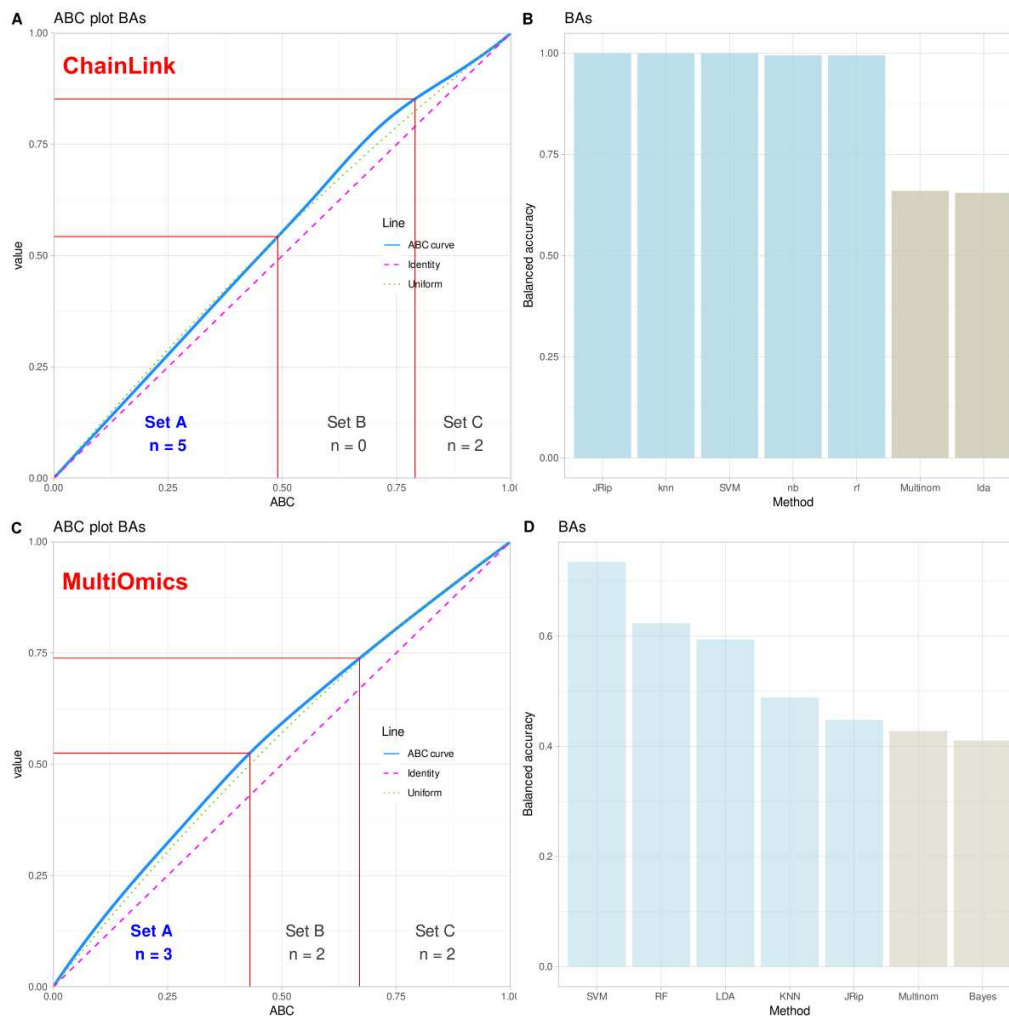 A ABC plot BAs
ChainLink
1.00
0.75
0.50
0.25
0.00
value
Line
ABC curve
Identity
Uniform
Set A
n = 5
Set B
n = 0
Set C
n = 2
0.00 0.25 0.50 0.75 1.00
ABC
B BAs
1.00
0.75
0.50
0.25
0.00
Balanced accuracy
JRip knn SVM nb rf Multinom lda
Method
C ABC plot BAs
MultiOmics
1.00
0.75
0.50
0.25
0.00
value
Line
ABC curve
Identity
Uniform
Set A
n = 3
Set B
n = 2
Set C
n = 2
0.00 0.25 0.50 0.75 1.00
ABC
D BAs
0.6
0.4
0.2
0.0
Balanced accuracy
SVM RF LDA KNN JRip Multinom Bayes
Method